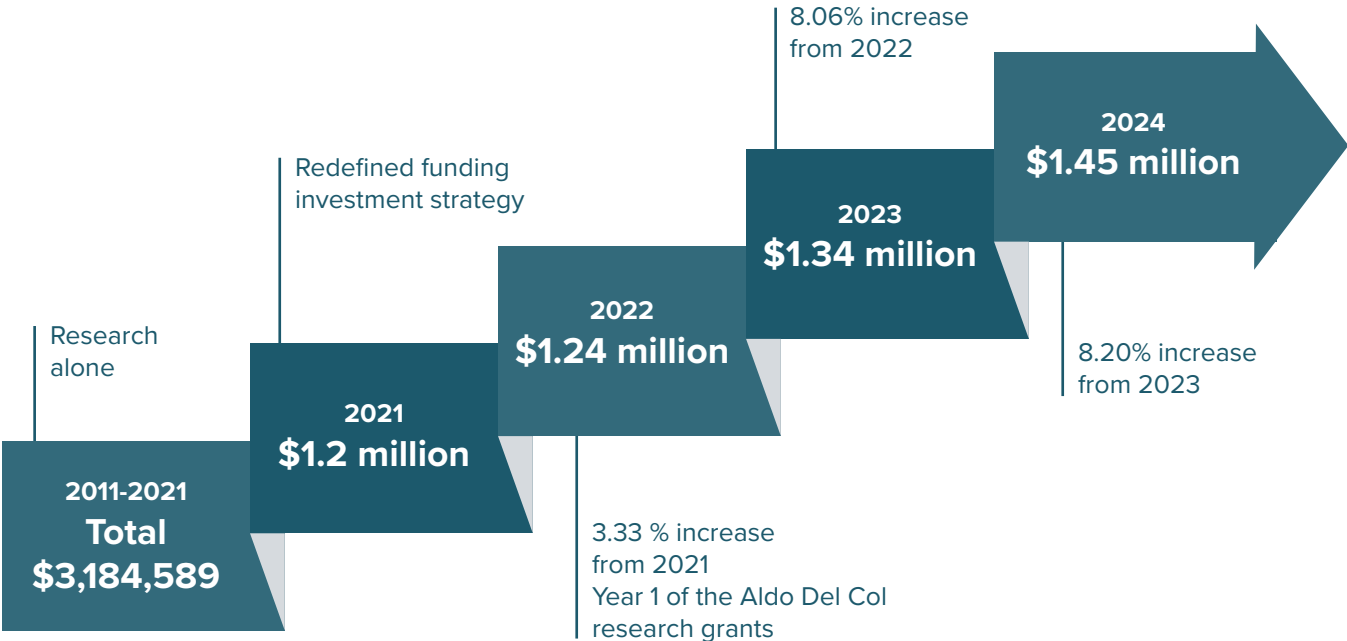 Research
alone
2011-2021
Total
$3,184,589
Redefined funding
investment strategy
2021
$1.2 million
2022
$1.24 million
3.33 % increase
from 2021
Year 1 of the Aldo Del Col
research grants
8.06% increase
from 2022
2023
$1.34 million
2024
$1.45 million
8.20% increase
from 2023